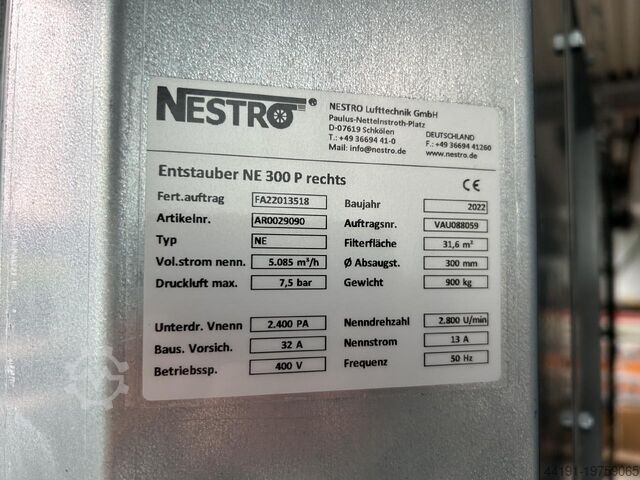 NESTRO®
NESTRO Lufttechnik GmbH
Paulus-Nettelnstroth-Platz
D-07619 Schkölen DEUTSCHLAND
T.: +49 36694 41-0 F.: +49 36694 41260
Mail: info@nestro.de www.nestro.de
Entstauber NE 300 P rechts CE
Fert.auftrag FA22013518 Baujahr 2022
Artikelnr. AR0029090 Auftragsnr. VAU088059
Typ NE Filterfläche 31,6 m²
Vol.strom nenn. 5.085 m³/h Ø Absaugst. 300 mm
Druckluft max. 7,5 bar Gewicht 900 kg
Unterdr. Vnenn 2.400 PA Nenndrehzahl 2.800 U/min
Baus. Vorsich. 32 A Nennstrom 13 A
Betriebssp. 400 V Frequenz 50 Hz
44191-19759065